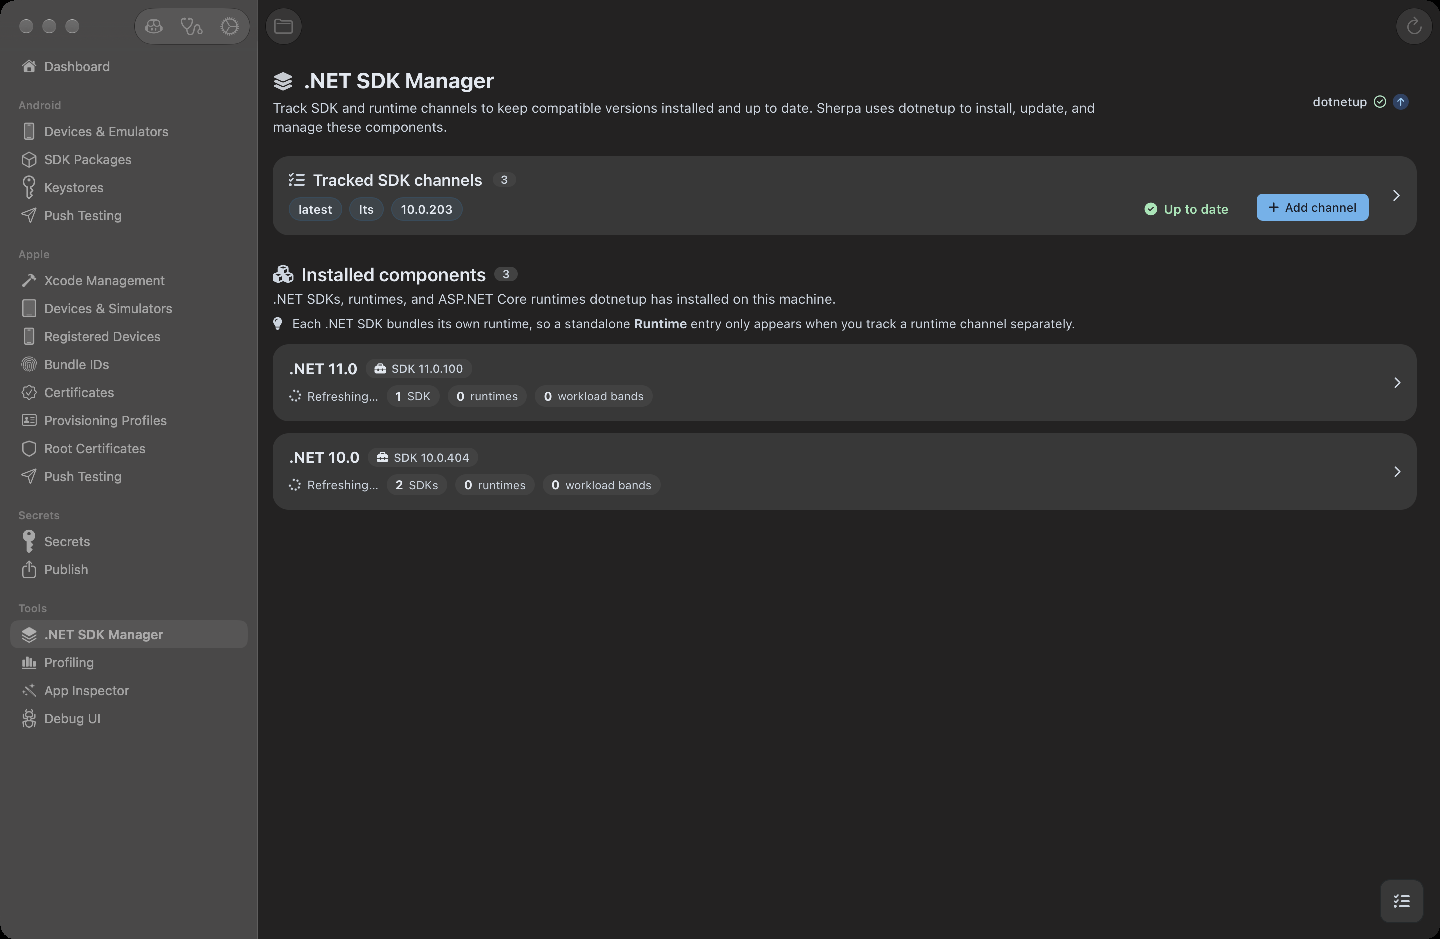 Dashboard
Android
Devices & Emulators
SDK Packages
Keystores
Push Testing
Apple
Xcode Management
Devices & Simulators
Registered Devices
Bundle IDs
Certificates
Provisioning Profiles
Root Certificates
Push Testing
Secrets
Secrets
Publish
Tools
.NET SDK Manager
Profiling
App Inspector
Debug UI
.NET SDK Manager
Track SDK and runtime channels to keep compatible versions installed and up to date. Sherpa uses dotnetup to install, update, and
manage these components.
dotnetup
Tracked SDK channels 3
latest lts 10.0.203
Up to date
+ Add channel
Installed components 3
.NET SDKs, runtimes, and ASP.NET Core runtimes dotnetup has installed on this machine.
Each .NET SDK bundles its own runtime, so a standalone Runtime entry only appears when you track a runtime channel separately.
.NET 11.0 SDK 11.0.100
Refreshing... 1 SDK 0 runtimes 0 workload bands
.NET 10.0 SDK 10.0.404
Refreshing... 2 SDKs 0 runtimes 0 workload bands